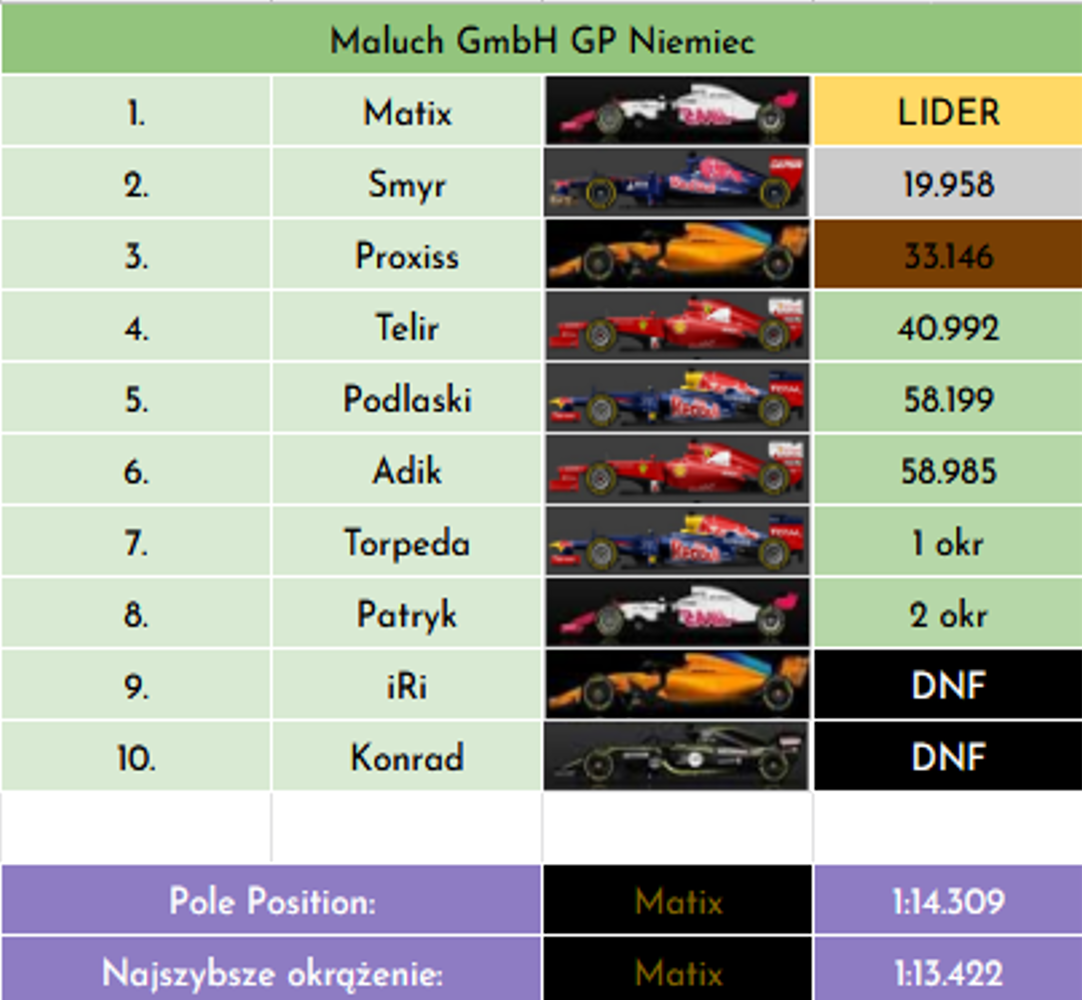 Maluch GmbH GP Niemiec
1. Matix LIDER
2. Smyr 19.958
3. Proxiss 33.146
4. Telir 40.992
5. Podlaski 58.199
6. Adik 58.985
7. Torpeda 1 okr
8. Patryk 2 okr
9. iRi DNF
10. Konrad DNF
Pole Position: Matix 1:14.309
Najszybsze okrążenie: Matix 1:13.422